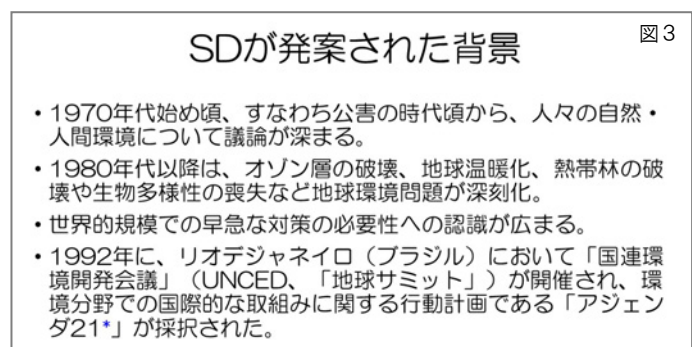 図3
SDが発案された背景
・1970年代始め頃、すなわち公害の時代頃から、人々の自然・
人間環境について議論が深まる。
・1980年代以降は、オゾン層の破壊、地球温暖化、熱帯林の破
壊や生物多様性の喪失など地球環境問題が深刻化。
・世界的規模での早急な対策の必要性への認識が広まる。
・1992年に、リオデジャネイロ（ブラジル）において「国連環
境開発会議」（UNCED、「地球サミット」）が開催され、環
境分野での国際的な取組みに関する行動計画である「アジェン
ダ21*」が採択された。